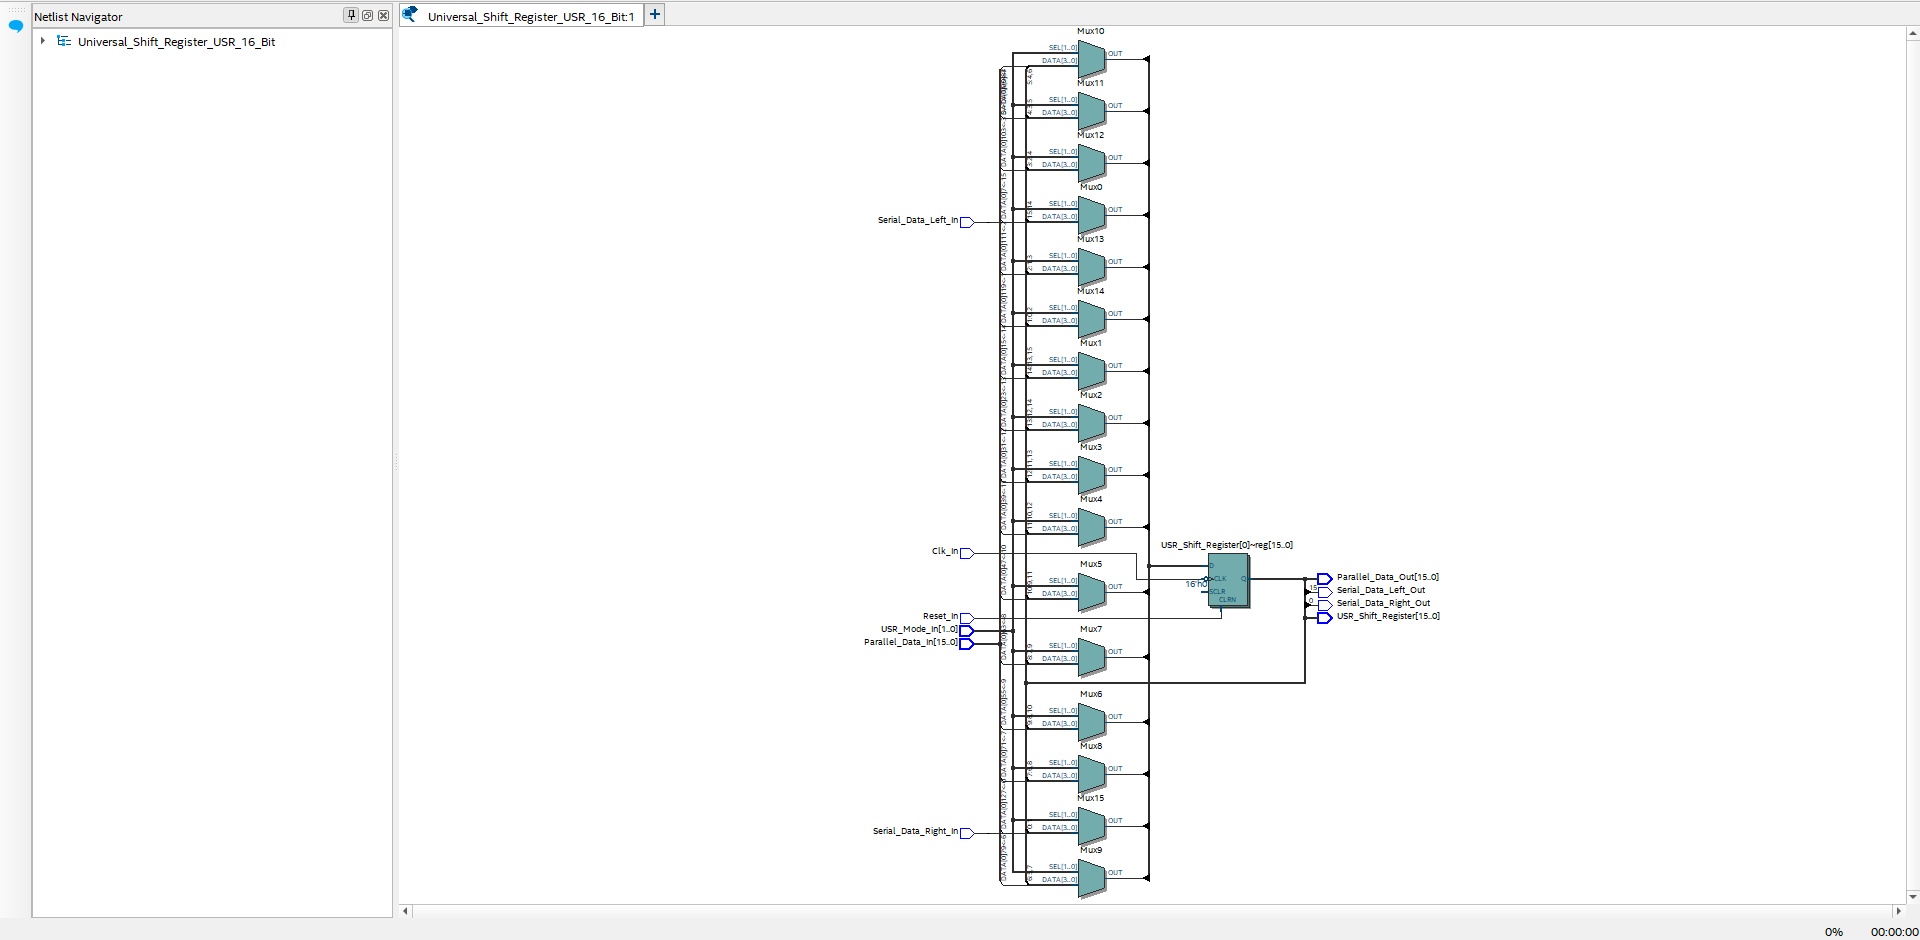 Netlist Navigator
Universal_Shift_Register_USR_16_Bit
Universal_Shift_Register_USR_16_Bit:1
Mux10
SEL[1..0]
DATA[3..0]
OUT
Mux11
SEL[1..0]
DATA[3..0]
OUT
Mux12
SEL[1..0]
DATA[3..0]
OUT
Mux0
SEL[1..0]
DATA[3..0]
OUT
Serial_Data_Left_In
Mux13
SEL[1..0]
DATA[3..0]
OUT
Mux14
SEL[1..0]
DATA[3..0]
OUT
Mux1
SEL[1..0]
DATA[3..0]
OUT
Mux2
SEL[1..0]
DATA[3..0]
OUT
Mux3
SEL[1..0]
DATA[3..0]
OUT
Mux4
SEL[1..0]
DATA[3..0]
OUT
Clk_In
Mux5
SEL[1..0]
DATA[3..0]
OUT
USR_Shift_Register[0]~reg[15..0]
D
CLK
Q
16'h0
SCLR
CLRN
Parallel_Data_Out[15..0]
15
Serial_Data_Left_Out
0
Serial_Data_Right_Out
USR_Shift_Register[15..0]
Reset_In
USR_Mode_In[1..0]
Parallel_Data_In[15..0]
Mux7
SEL[1..0]
DATA[3..0]
OUT
Mux6
SEL[1..0]
DATA[3..0]
OUT
Mux8
SEL[1..0]
DATA[3..0]
OUT
Mux15
SEL[1..0]
DATA[3..0]
OUT
Serial_Data_Right_In
Mux9
SEL[1..0]
DATA[3..0]
OUT
0%
00:00:00